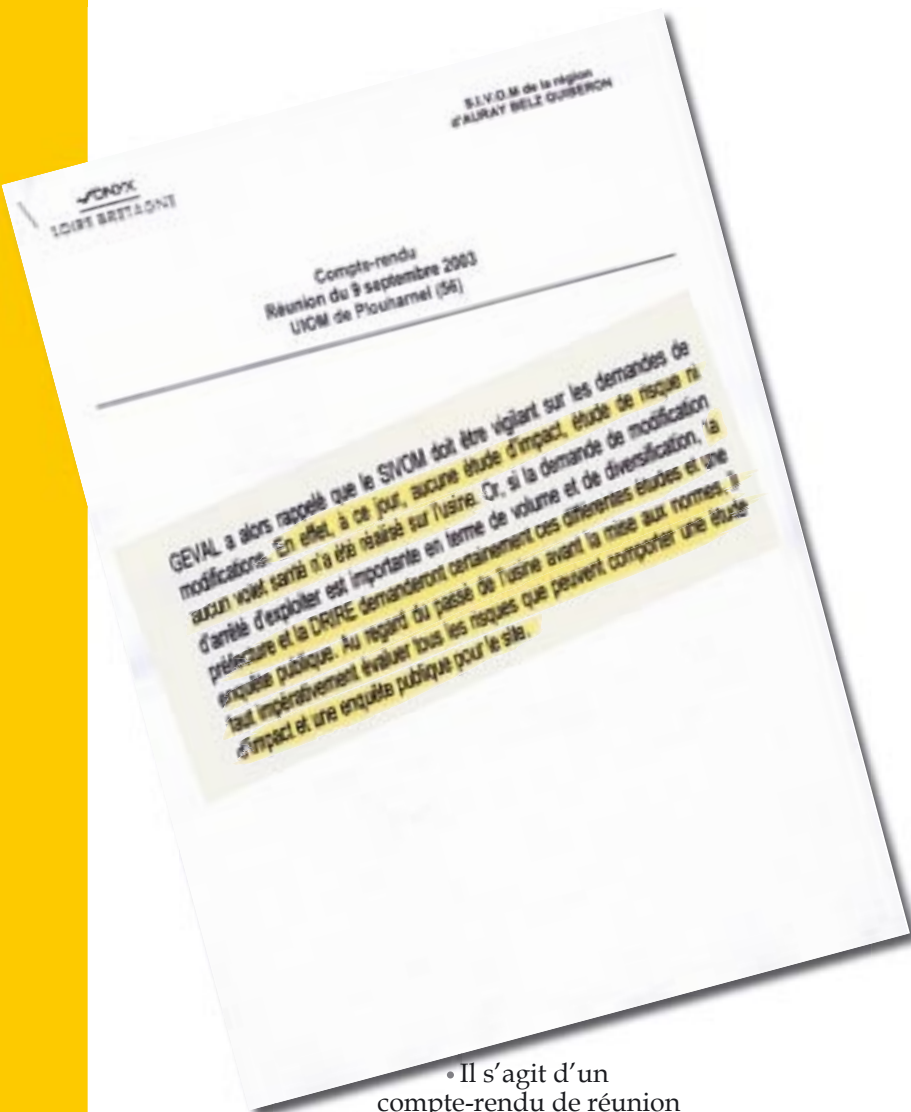 S.I.V.O.M de la région
d'AURAY BELZ QUIBERON
ONYX
LOIRE BRETAGNE
Compte-rendu
Réunion du 9 septembre 2003
UIOM de Plouharnel (56)
GEVAL a alors rappelé que le SIVOM doit être vigilant sur les demandes de
modifications. En effet, à ce jour, aucune étude d'impact, étude de risque ni
aucun volet santé n'a été réalisé sur l'usine. Or, si la demande de modification
d'arrêté d'exploiter est importante en terme de volume et de diversification, la
préfecture et la DRIRE demanderont certainement ces différentes études et une
enquête publique. Au regard du passé de l'usine avant la mise aux normes, il
faut impérativement évaluer tous les risques que peuvent comporter une étude
d'impact et une enquête publique pour le site.
• Il s'agit d'un
compte-rendu de réunion